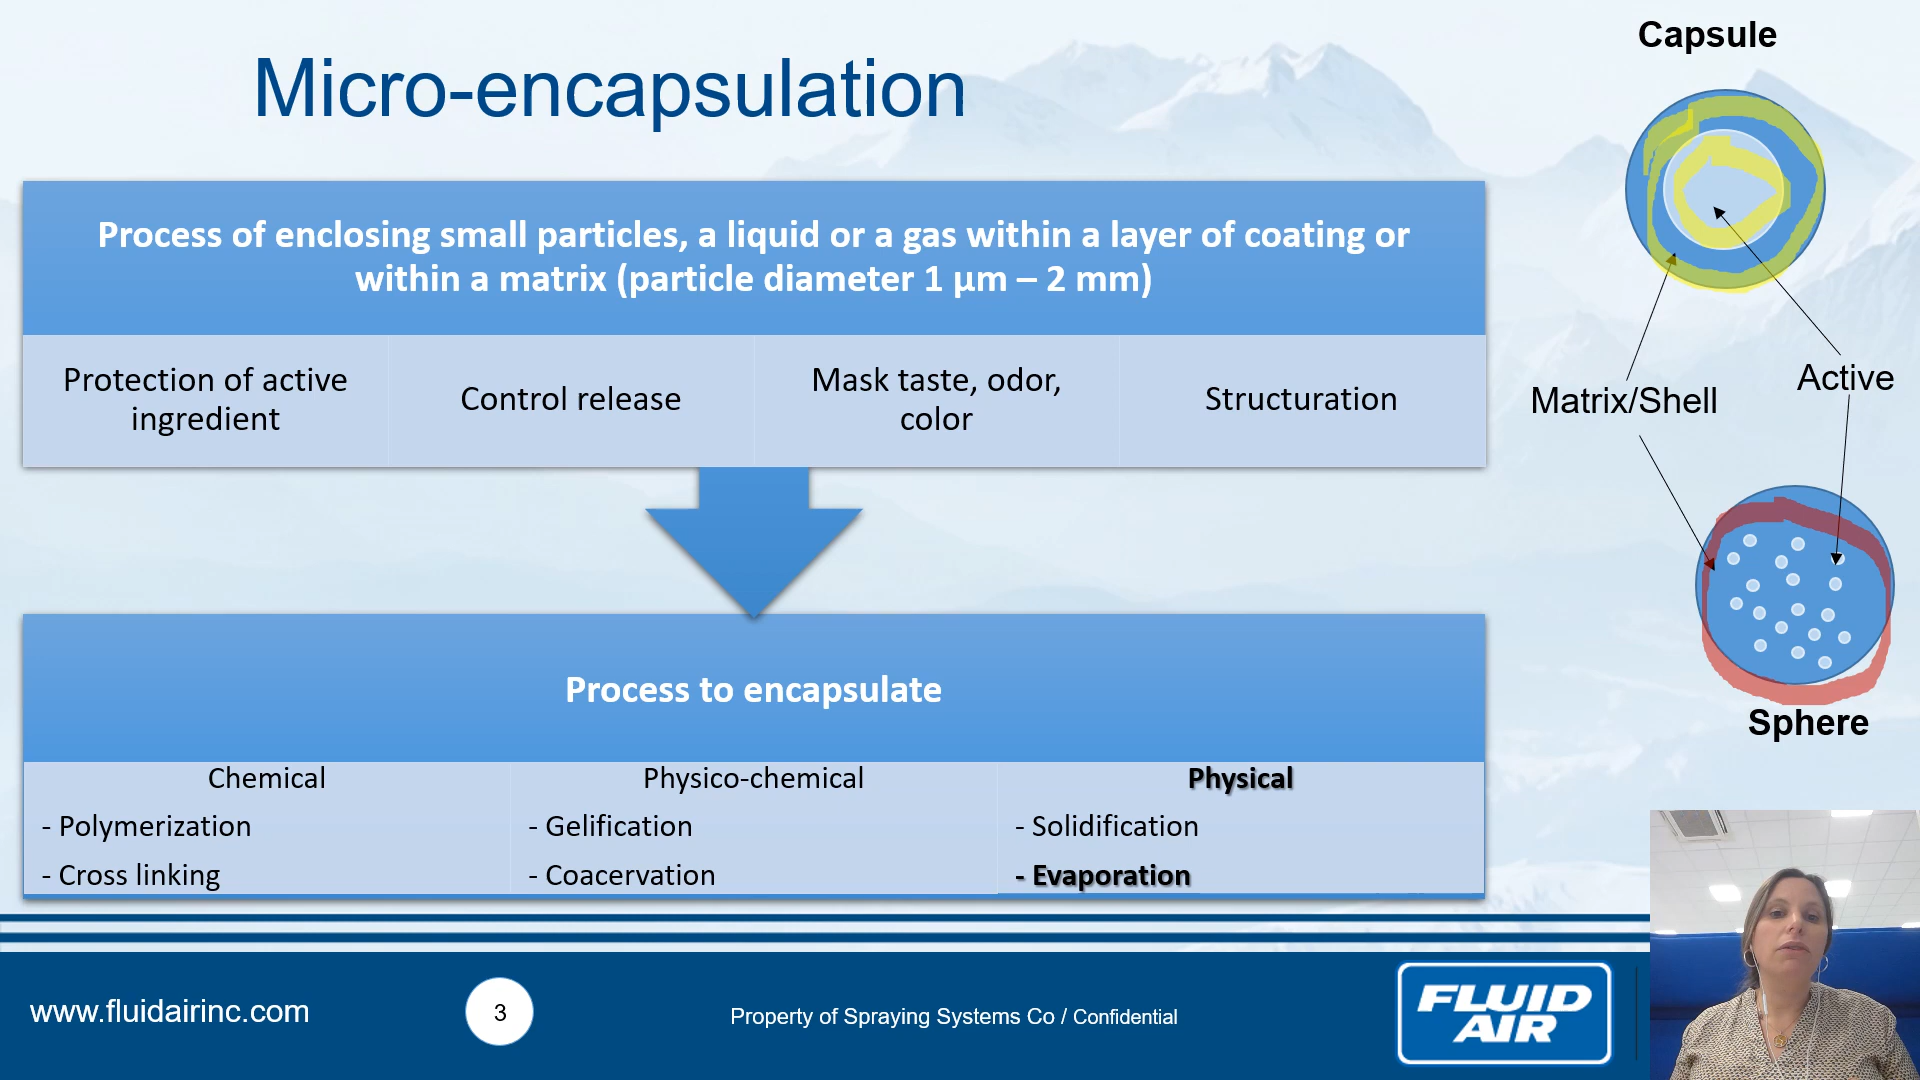 Micro-encapsulation
Capsule
Process of enclosing small particles, a liquid or a gas within a layer of coating or
within a matrix (particle diameter 1 µm – 2 mm)
Protection of active
ingredient
Control release
Mask taste, odor,
color
Structuration
Matrix/Shell
Active
Sphere
Process to encapsulate
Chemical
- Polymerization
- Cross linking
Physico-chemical
- Gelification
- Coacervation
Physical
- Solidification
- Evaporation
www.fluidairinc.com
3
Property of Spraying Systems Co / Confidential
FLUID
AIR